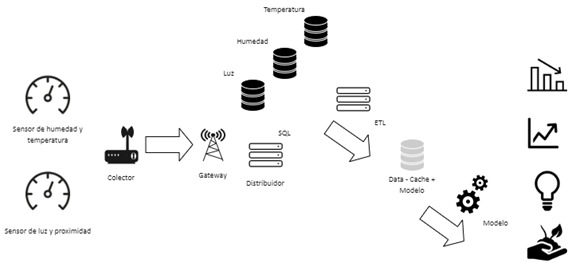 Temperatura
Humedad
Luz
Sensor de humedad y
temperatura
SQL
ETL
Colector
Gateway
Distribuidor
Data - Cache +
Modelo
Sensor de luz y proximidad
Modelo